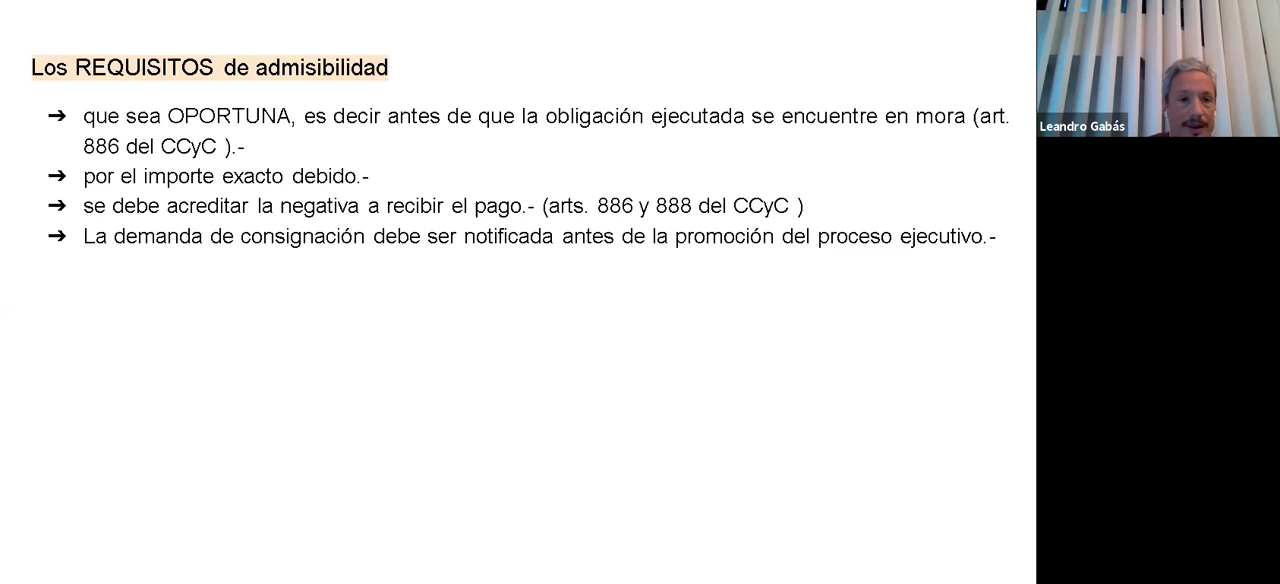 Los REQUISITOS de admisibilidad
➔ que sea OPORTUNA, es decir antes de que la obligación ejecutada se encuentre en mora (art.
886 del CCyC ).-
➔ por el importe exacto debido.-
➔ se debe acreditar la negativa a recibir el pago.- (arts. 886 y 888 del CCyC )
➔ La demanda de consignación debe ser notificada antes de la promoción del proceso ejecutivo.-
Leandro Gabás